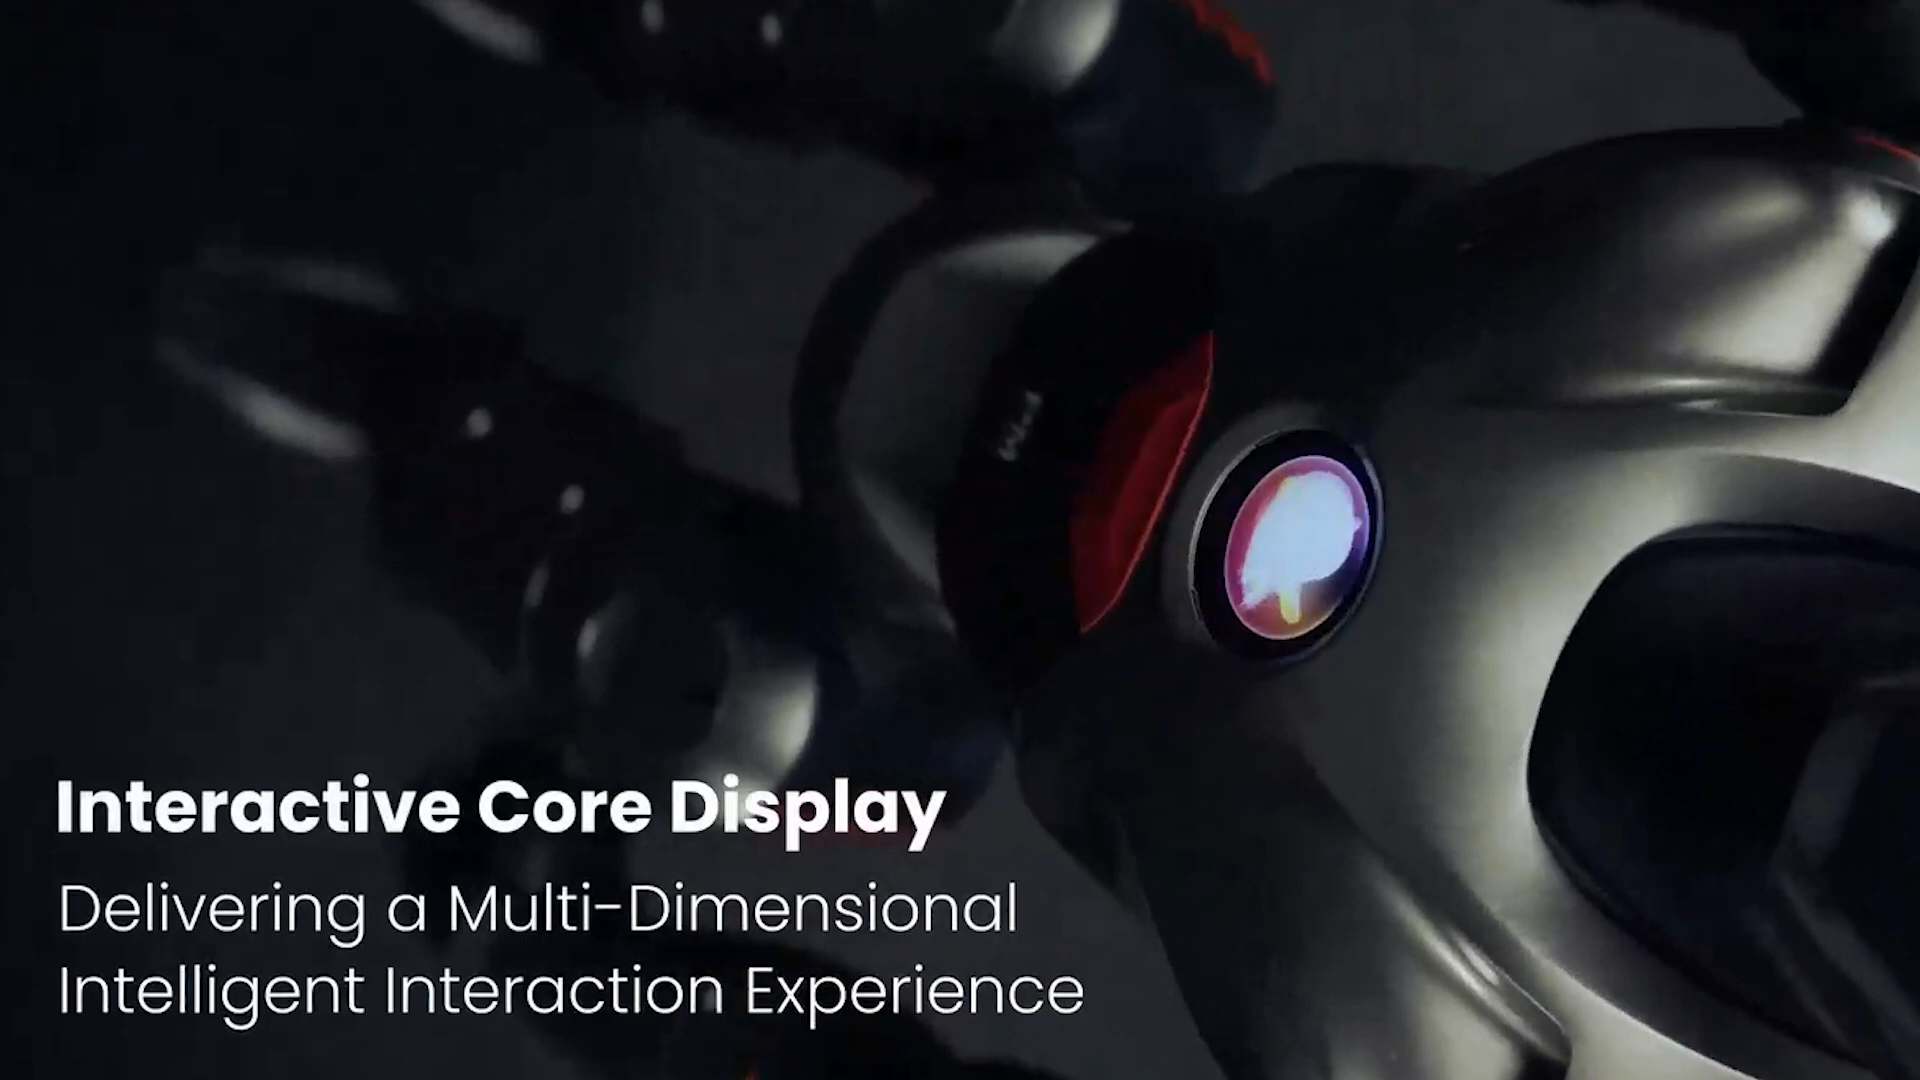 Interactive Core Display
Delivering a Multi-Dimensional
Intelligent Interaction Experience